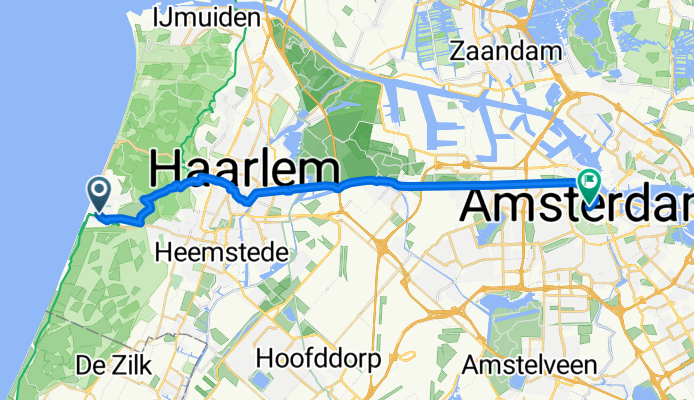 IJmuiden
Zaandam
Haarlem
Amsterdam
Heemstede
De Zilk
Hoofddorp
Amstelveen